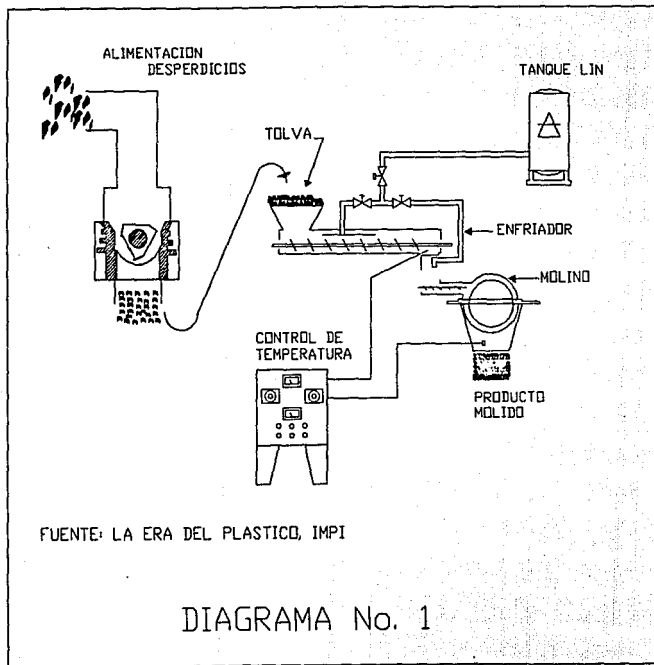 ALIMENTACION
DESPERDICIOS
TANQUE LIN
TOLVA
ENFRIADOR
MOLINO
CONTROL DE
TEMPERATURA
PRODUCTO
MOLIDO
FUENTE: LA ERA DEL PLASTICO, IMPI
DIAGRAMA No. 1